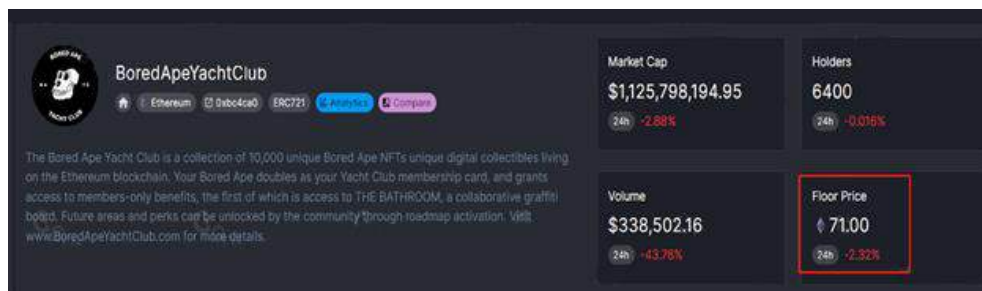 BORED APE
YACHT CLUB
BoredApeYachtClub
Ethereum 0xbc4ca0 ERC721 Analytics Compare
The Bored Ape Yacht Club is a collection of 10,000 unique Bored Ape NFTs unique digital collectibles living
on the Ethereum blockchain. Your Bored Ape doubles as your Yacht Club membership card, and grants
access to members-only benefits, the first of which is access to THE BATHROOM, a collaborative graffiti
board. Future areas and perks can be unlocked by the community through roadmap activation. Visit
www.BoredApeYachtClub.com for more details.
Market Cap
$1,125,798,194.95
24h -2.88%
Holders
6400
24h -0.016%
Volume
$338,502.16
24h -43.76%
Floor Price
71.00
24h -2.32%